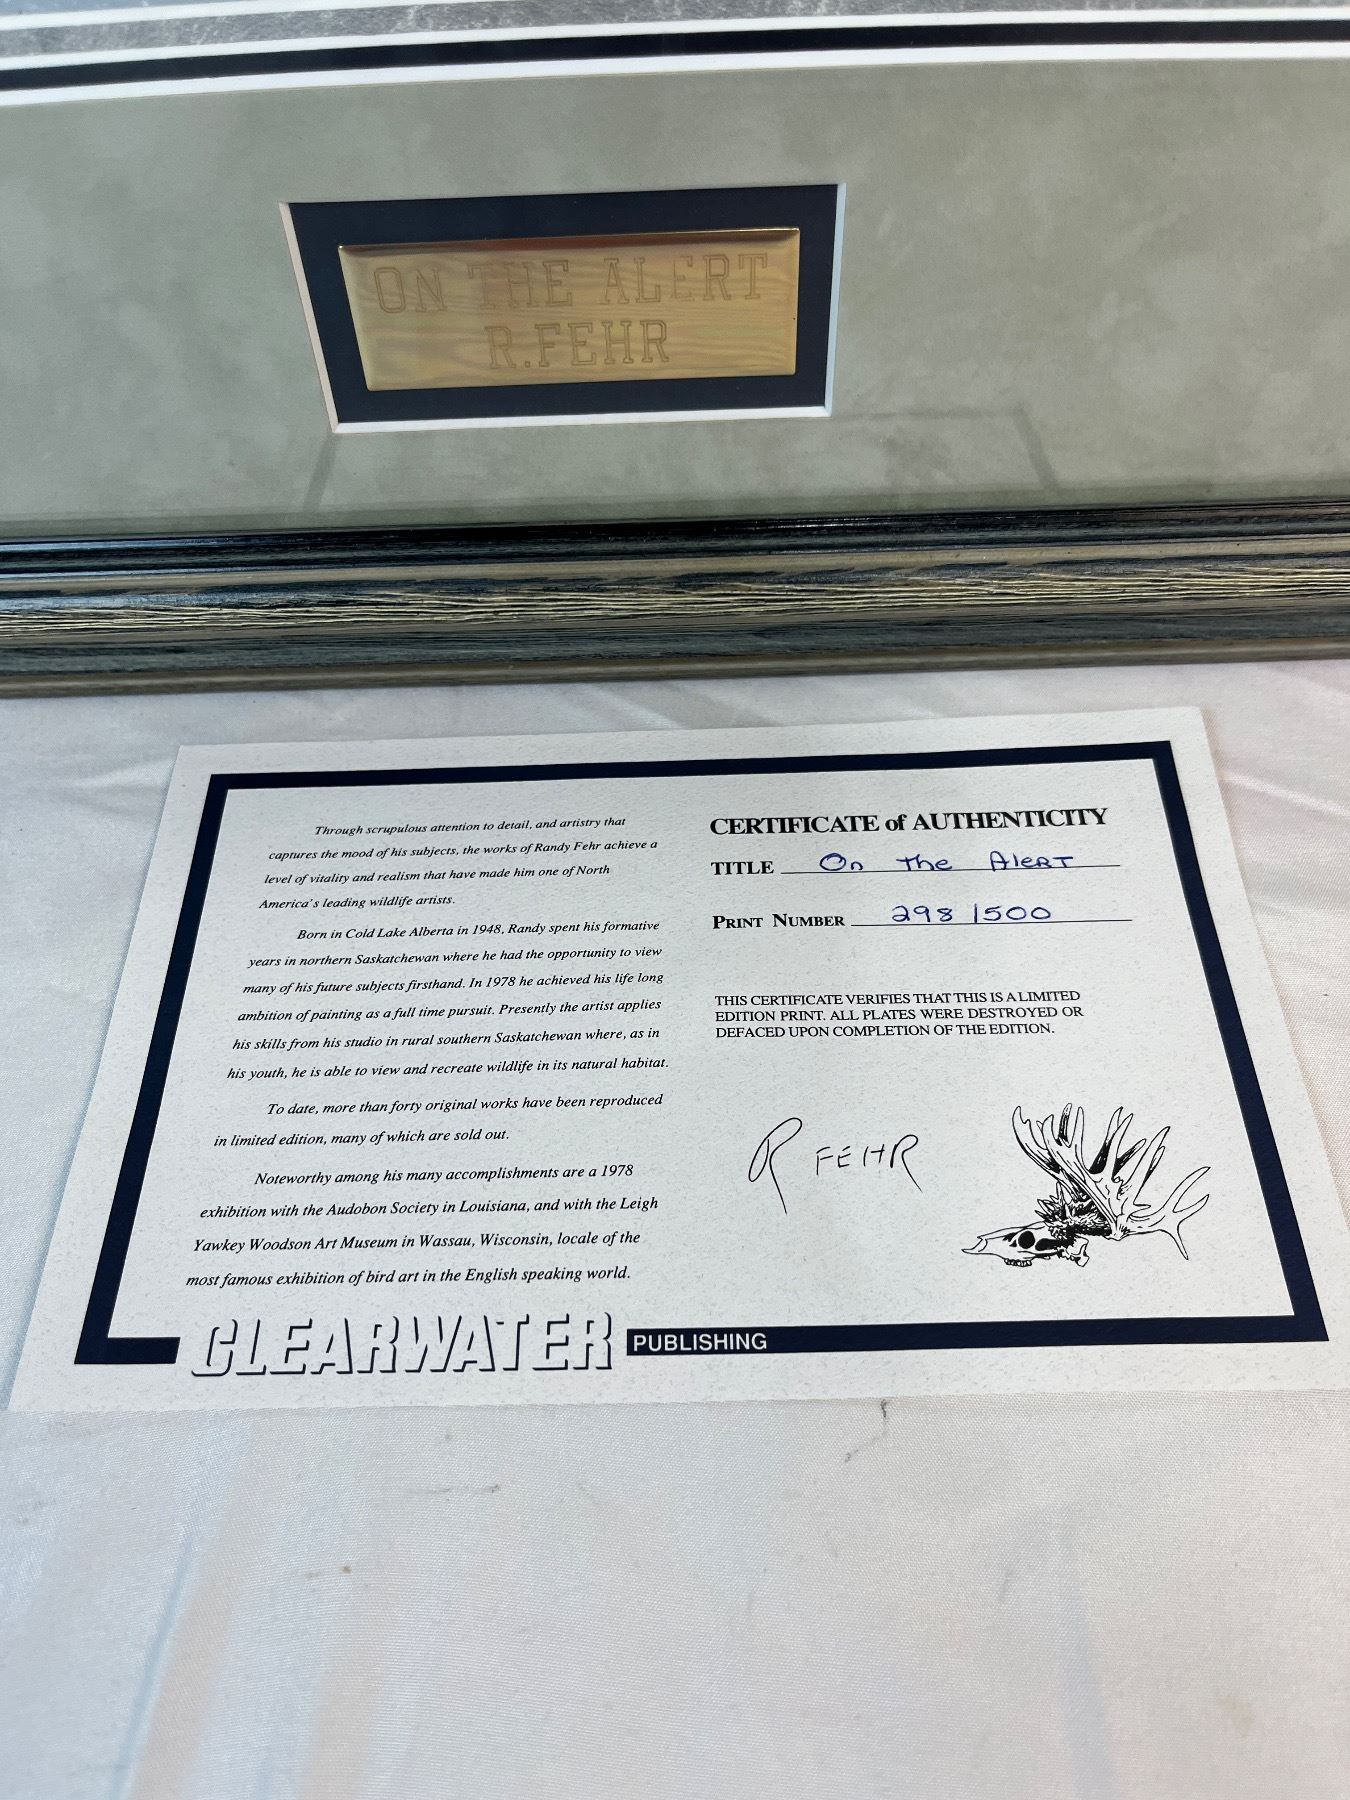 ON THE ALERT
R.FEHR
Through scrupulous attention to detail, and artistry that
captures the mood of his subjects, the works of Randy Fehr achieve a
level of vitality and realism that have made him one of North
America's leading wildlife artists.
Born in Cold Lake Alberta in 1948, Randy spent his formative
years in northern Saskatchewan where he had the opportunity to view
many of his future subjects firsthand. In 1978 he achieved his life long
ambition of painting as a full time pursuit. Presently the artist applies
his skills from his studio in rural southern Saskatchewan where, as in
his youth, he is able to view and recreate wildlife in its natural habitat.
To date, more than forty original works have been reproduced
in limited edition, many of which are sold out.
Noteworthy among his many accomplishments are a 1978
exhibition with the Audobon Society in Louisiana, and with the Leigh
Yawkey Woodson Art Museum in Wassau, Wisconsin, locale of the
most famous exhibition of bird art in the English speaking world.
CERTIFICATE of AUTHENTICITY
TITLE On The AleRT
PRINT NUMBER 298/500
THIS CERTIFICATE VERIFIES THAT THIS IS A LIMITED
EDITION PRINT. ALL PLATES WERE DESTROYED OR
DEFACED UPON COMPLETION OF THE EDITION.
R FEHR
CLEARWATER PUBLISHING